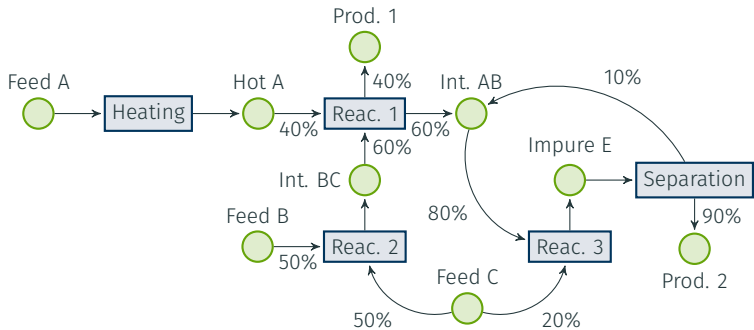 Prod. 1
Feed A
Hot A
40%
Int. AB
10%
Heating
Reac. 1
40%
60%
60%
Impure E
Int. BC
Separation
Feed B
80%
90%
50%
Reac. 2
Reac. 3
Feed C
Prod. 2
50%
20%